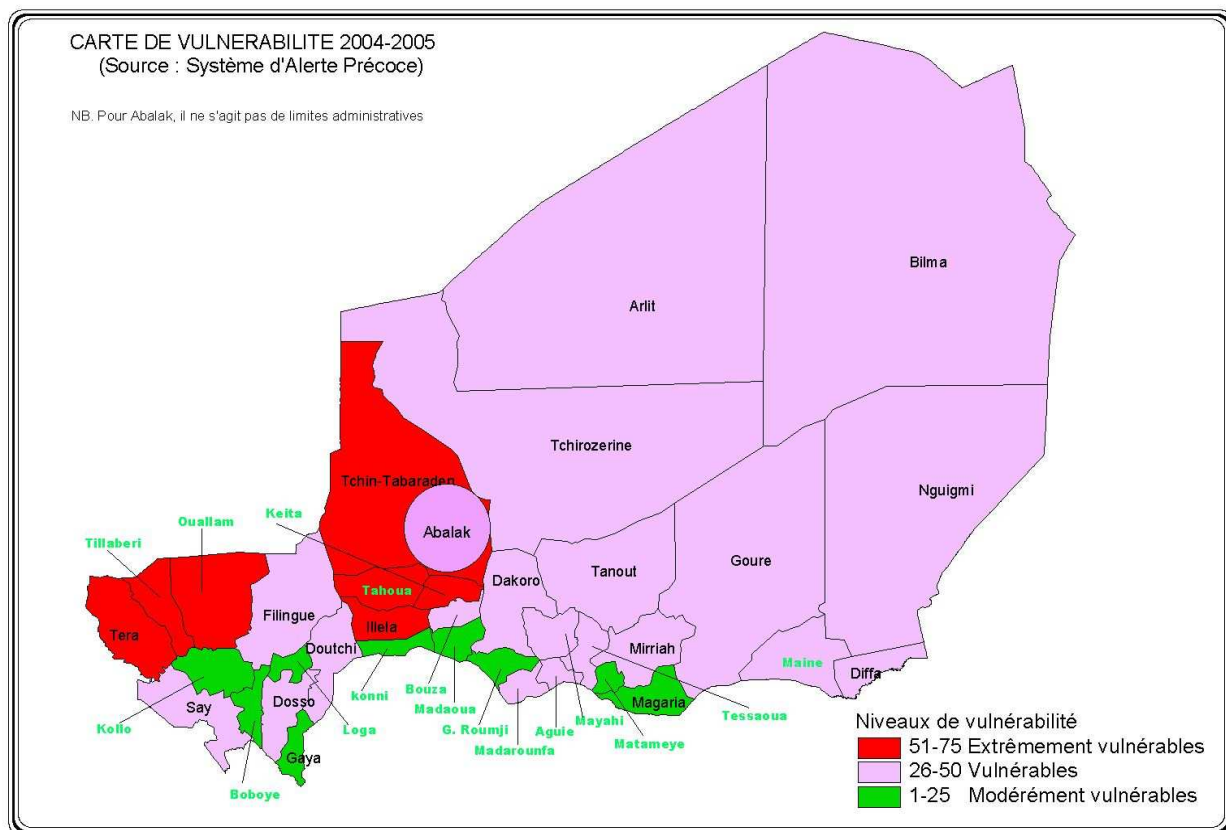 CARTE DE VULNERABILITE 2004-2005
(Source : Système d'Alerte Précoce)
NB. Pour Abalak, il ne s'agit pas de limites administratives
Bilma
Arlit
Tchirozerine
Tchin-Tabaraden
Nguigmi
Keita
Ouallam
Abalak
Tillaberi
Goure
Tanout
Dakoro
Tahoua
Filingue
Illela
Tera
Doutchi
Mirriah
Maine
Diffa
konni
Bouza
Madaoua
Dosso
Say
Magaria
Kollo
Loga
G. Roumji
Madarounfa
Aguie
Mayahi
Matameye
Tessaoua
Gaya
Boboye
Niveaux de vulnérabilité
51-75 Extrêmement vulnérables
26-50 Vulnérables
1-25 Modérément vulnérables